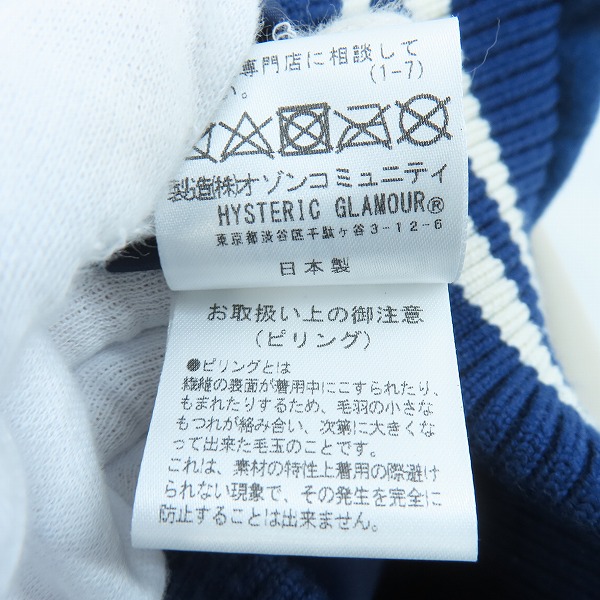 専門店に相談して
い。 (1-7)
製造㈱オゾンコミュニティ
HYSTERIC GLAMOUR®
東京都渋谷区千駄ヶ谷3-12-6
日本製
お取扱い上の御注意
(ピリング)
●ピリングとは
繊維の表面が着用中にこすられたり、
もまれたりするため、毛羽の小さな
もつれが絡み合い、次第に大きくな
って出来た毛玉のことです。
これは、素材の特性上着用の際避け
られない現象で、その発生を完全に
防止することは出来ません。